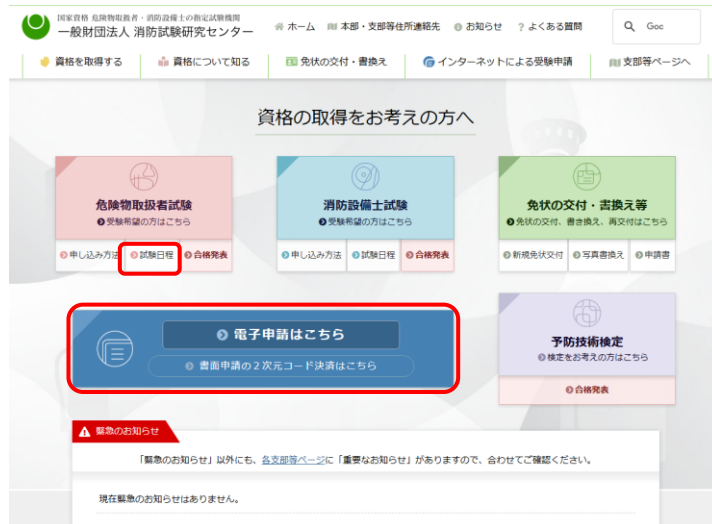 国家資格 危険物取扱者・消防設備士の指定試験機関
一般財団法人 消防試験研究センター
ホーム 本部・支部等住所連絡先 お知らせ ? よくある質問
Goc
資格を取得する 資格について知る 免状の交付・書換え インターネットによる受験申請 支部等ページへ
資格の取得をお考えの方へ
危険物取扱者試験
受験希望の方はこちら
申し込み方法 試験日程 合格発表
消防設備士試験
受験希望の方はこちら
申し込み方法 試験日程 合格発表
免状の交付・書換え等
免状の交付、書き換え、再交付はこちら
新規免状交付 写真書換え 申請書
電子申請はこちら
書面申請の2次元コード決済はこちら
予防技術検定
検定をお考えの方はこちら
合格発表
緊急のお知らせ
「緊急のお知らせ」以外にも、各支部等ページに「重要なお知らせ」がありますので、合わせてご確認ください。
現在緊急のお知らせはありません。